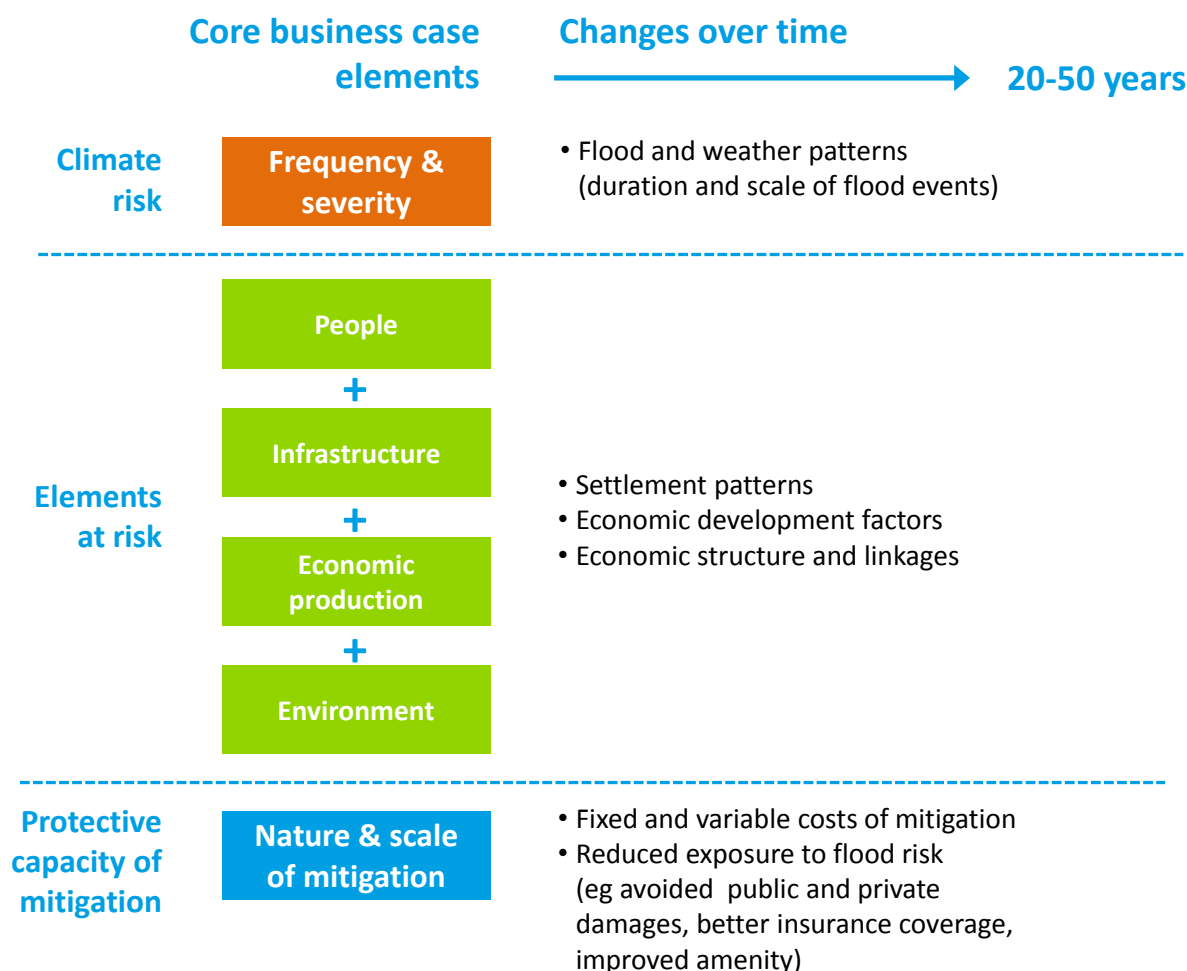 Core business case
elements
Changes over time
20-50 years
Climate
risk
Frequency &
severity
• Flood and weather patterns
(duration and scale of flood events)
Elements
at risk
People
+
Infrastructure
+
Economic
production
+
Environment
• Settlement patterns
• Economic development factors
• Economic structure and linkages
Protective
capacity of
mitigation
Nature & scale
of mitigation
• Fixed and variable costs of mitigation
• Reduced exposure to flood risk
(eg avoided public and private
damages, better insurance coverage,
improved amenity)